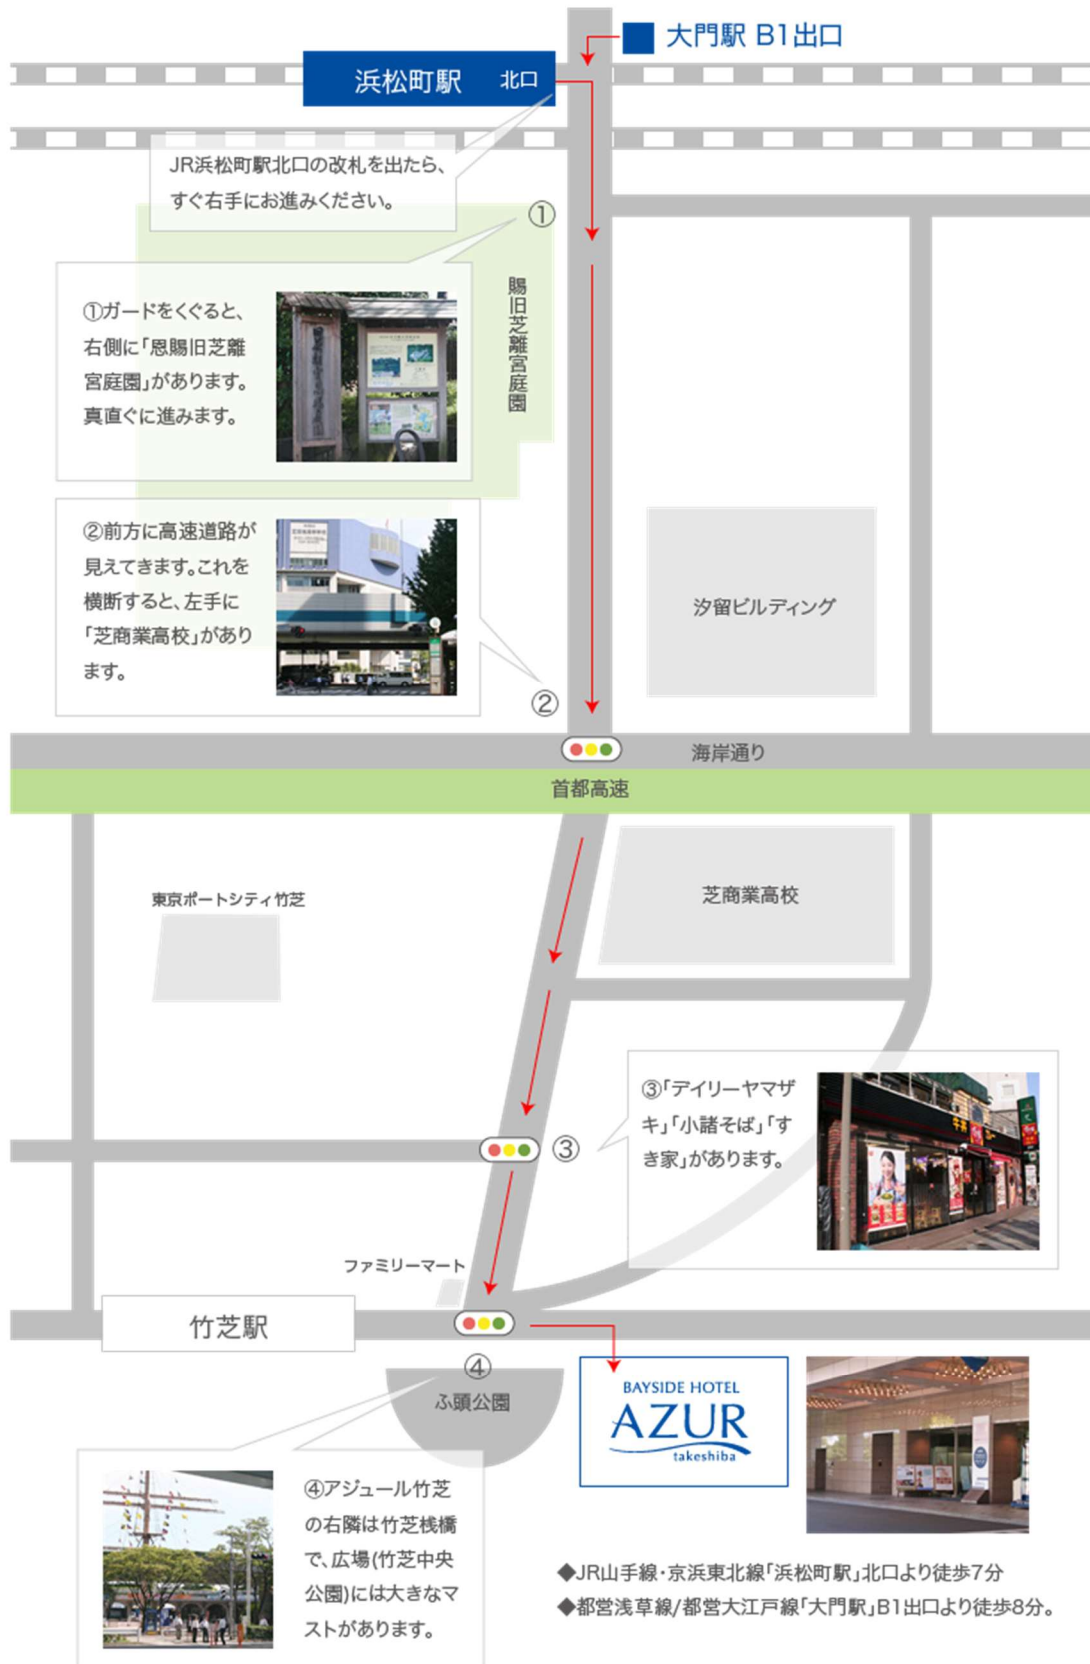 大門駅 B1出口
浜松町駅 北口
JR浜松町駅北口の改札を出たら、
すぐ右手にお進みください。
①
①ガードをくぐると、
右側に「恩賜旧芝離
宮庭園」があります。
真直ぐに進みます。
賜旧芝離宮庭園
②前方に高速道路が
見えてきます。これを
横断すると、左手に
「芝商業高校」があり
ます。
汐留ビルディング
②
海岸通り
首都高速
東京ポートシティ竹芝
芝商業高校
③「デイリーヤマザ
キ」「小諸そば」「す
き家」があります。
③
ファミリーマート
竹芝駅
④
ふ頭公園
BAYSIDE HOTEL
AZUR
takeshiba
④アジュール竹芝
の右隣は竹芝桟橋
で、広場(竹芝中央
公園)には大きなマ
ストがあります。
◆JR山手線・京浜東北線「浜松町駅」北口より徒歩7分
◆都営浅草線/都営大江戸線「大門駅」B1出口より徒歩8分。